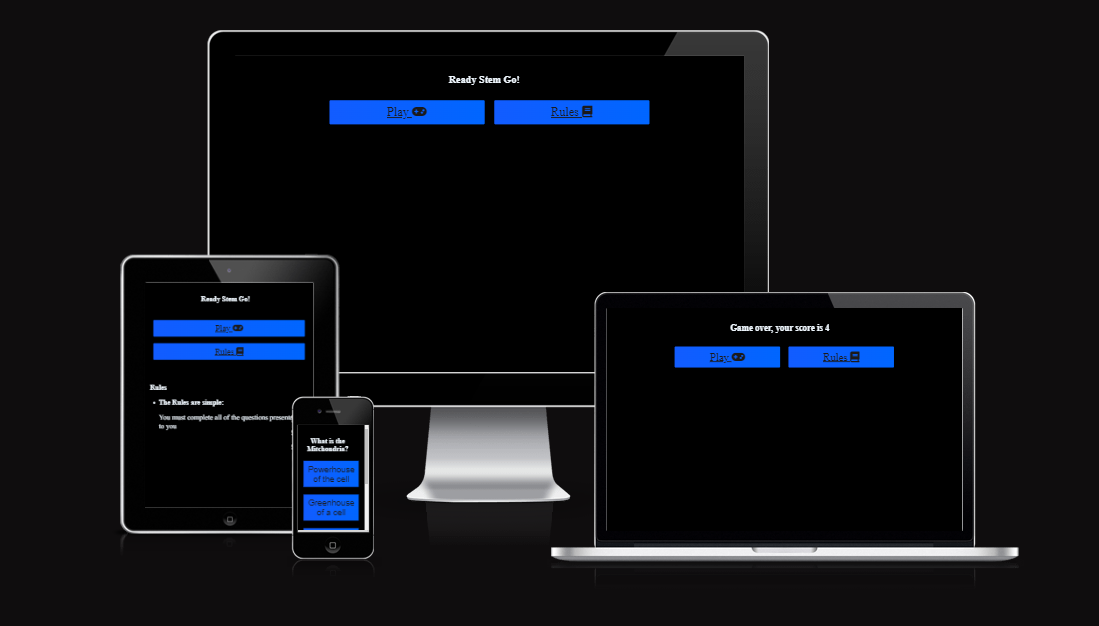 Ready Stem Go!
Play
Rules
Ready Stem Go!
Play
Rules
Rules
The Rules are simple:
You must complete all of the questions
to you
What is the
Mitchondria?
Powerhouse
of the cell
Greenhouse
of a cell
Game over, your score is 4
Play
Rules